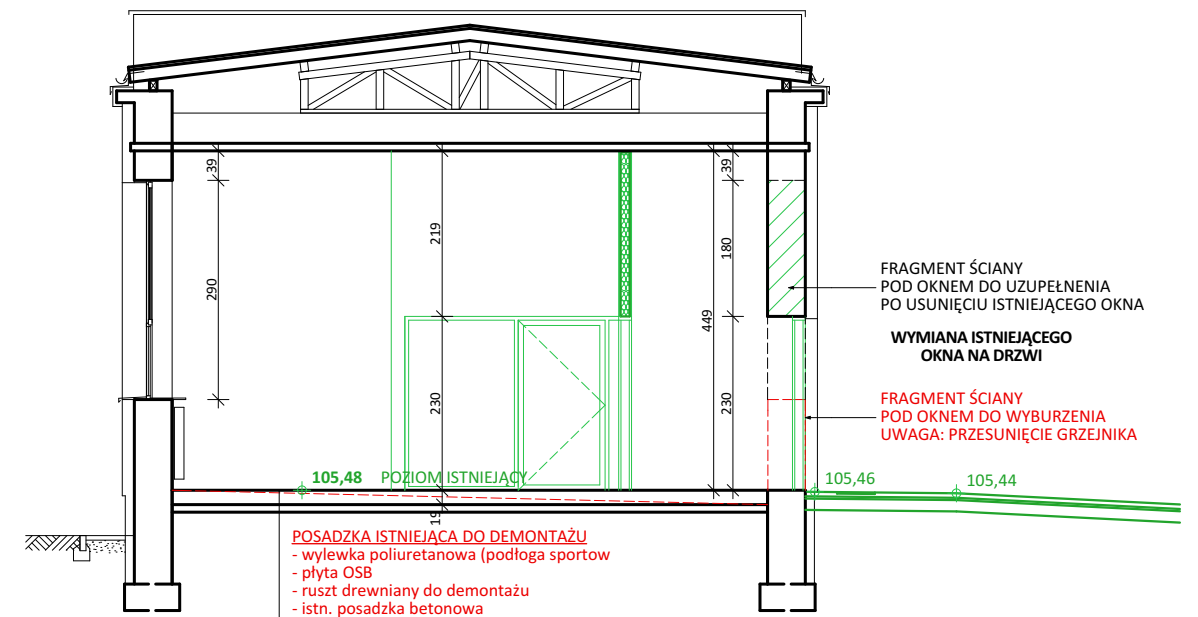 39
290
219
230
449
39
180
230
19
FRAGMENT ŚCIANY
POD OKNEM DO UZUPEŁNENIA
PO USUNIĘCIU ISTNIEJĄCEGO OKNA
WYMIANA ISTNIEJĄCEGO
OKNA NA DRZWI
FRAGMENT ŚCIANY
POD OKNEM DO WYBURZENIA
UWAGA: PRZESUNIĘCIE GRZEJNIKA
105,48 POZIOM ISTNIEJĄCY
105,46
105,44
POSADZKA ISTNIEJĄCA DO DEMONTAŻU
- wylewka poliuretanowa (podłoga sportow
- płyta OSB
- ruszt drewniany do demontażu
- istn. posadzka betonowa